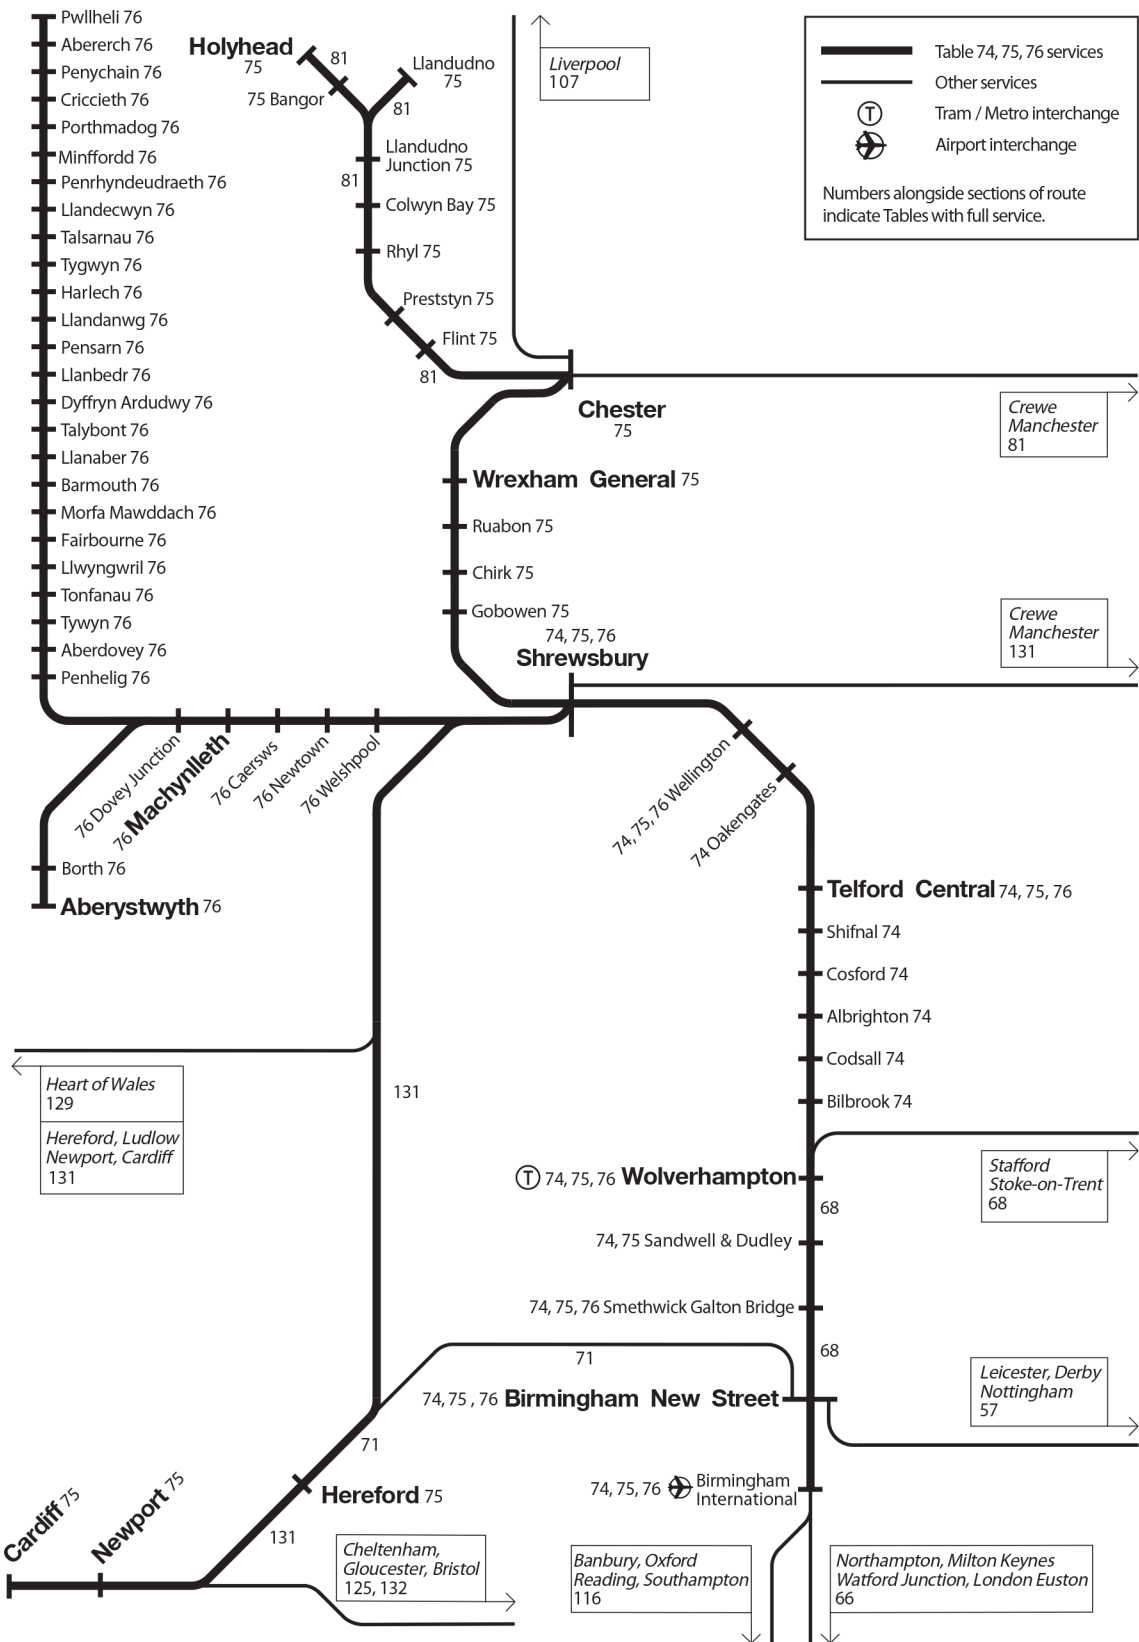 Pwllheli 76
Abererch 76
Penychain 76
Criccieth 76
Porthmadog 76
Minffordd 76
Penrhyndeudraeth 76
Llandecwyn 76
Talsarnau 76
Tygwyn 76
Harlech 76
Llandanwg 76
Pensarn 76
Llanbedr 76
Dyffryn Ardudwy 76
Talybont 76
Llanaber 76
Barmouth 76
Morfa Mawddach 76
Fairbourne 76
Llwyngwril 76
Tonfanau 76
Tywyn 76
Aberdovey 76
Penhelig 76
76 Dovey Junction
76 Machynlleth
76 Caersws
76 Newtown
76 Welshpool
Borth 76
Aberystwyth 76
Holyhead
75
81
75 Bangor
Llandudno
75
81
Llandudno
Junction 75
81
Colwyn Bay 75
Rhyl 75
Preststyn 75
Flint 75
81
Liverpool
107
Chester
75
Crewe
Manchester
81
Wrexham General 75
Ruabon 75
Chirk 75
Gobowen 75
74, 75, 76
Shrewsbury
Crewe
Manchester
131
74, 75, 76 Wellington
74 Oakengates
Telford Central 74, 75, 76
Shifnal 74
Cosford 74
Albrighton 74
Codsall 74
Bilbrook 74
Stafford
Stoke-on-Trent
68
T 74, 75, 76 Wolverhampton
68
74, 75 Sandwell & Dudley
74, 75, 76 Smethwick Galton Bridge
68
71
74, 75 , 76 Birmingham New Street
Leicester, Derby
Nottingham
57
74, 75, 76 Birmingham
International
Banbury, Oxford
Reading, Southampton
116
Northampton, Milton Keynes
Watford Junction, London Euston
66
Heart of Wales
129
Hereford, Ludlow
Newport, Cardiff
131
131
71
Hereford 75
131
Cheltenham,
Gloucester, Bristol
125, 132
Newport 75
Cardiff 75
Table 74, 75, 76 services
Other services
T Tram / Metro interchange
Airport interchange
Numbers alongside sections of route
indicate Tables with full service.